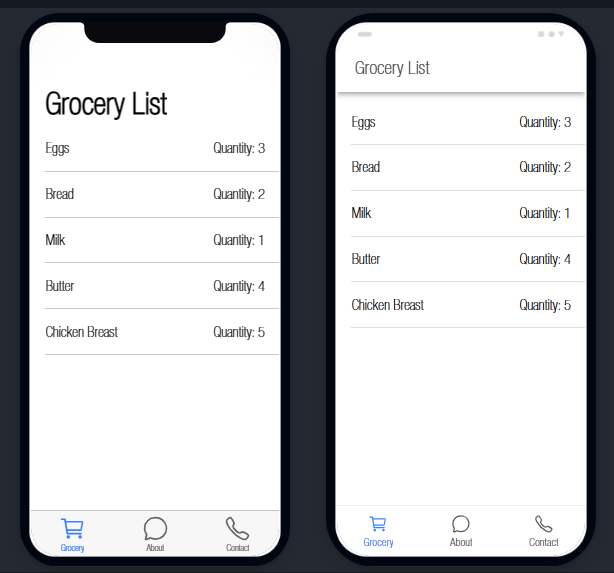 Grocery List
Eggs Quantity: 3
Bread Quantity: 2
Milk Quantity: 1
Butter Quantity: 4
Chicken Breast Quantity: 5
Grocery About Contact
Grocery List
Eggs Quantity: 3
Bread Quantity: 2
Milk Quantity: 1
Butter Quantity: 4
Chicken Breast Quantity: 5
Grocery About Contact